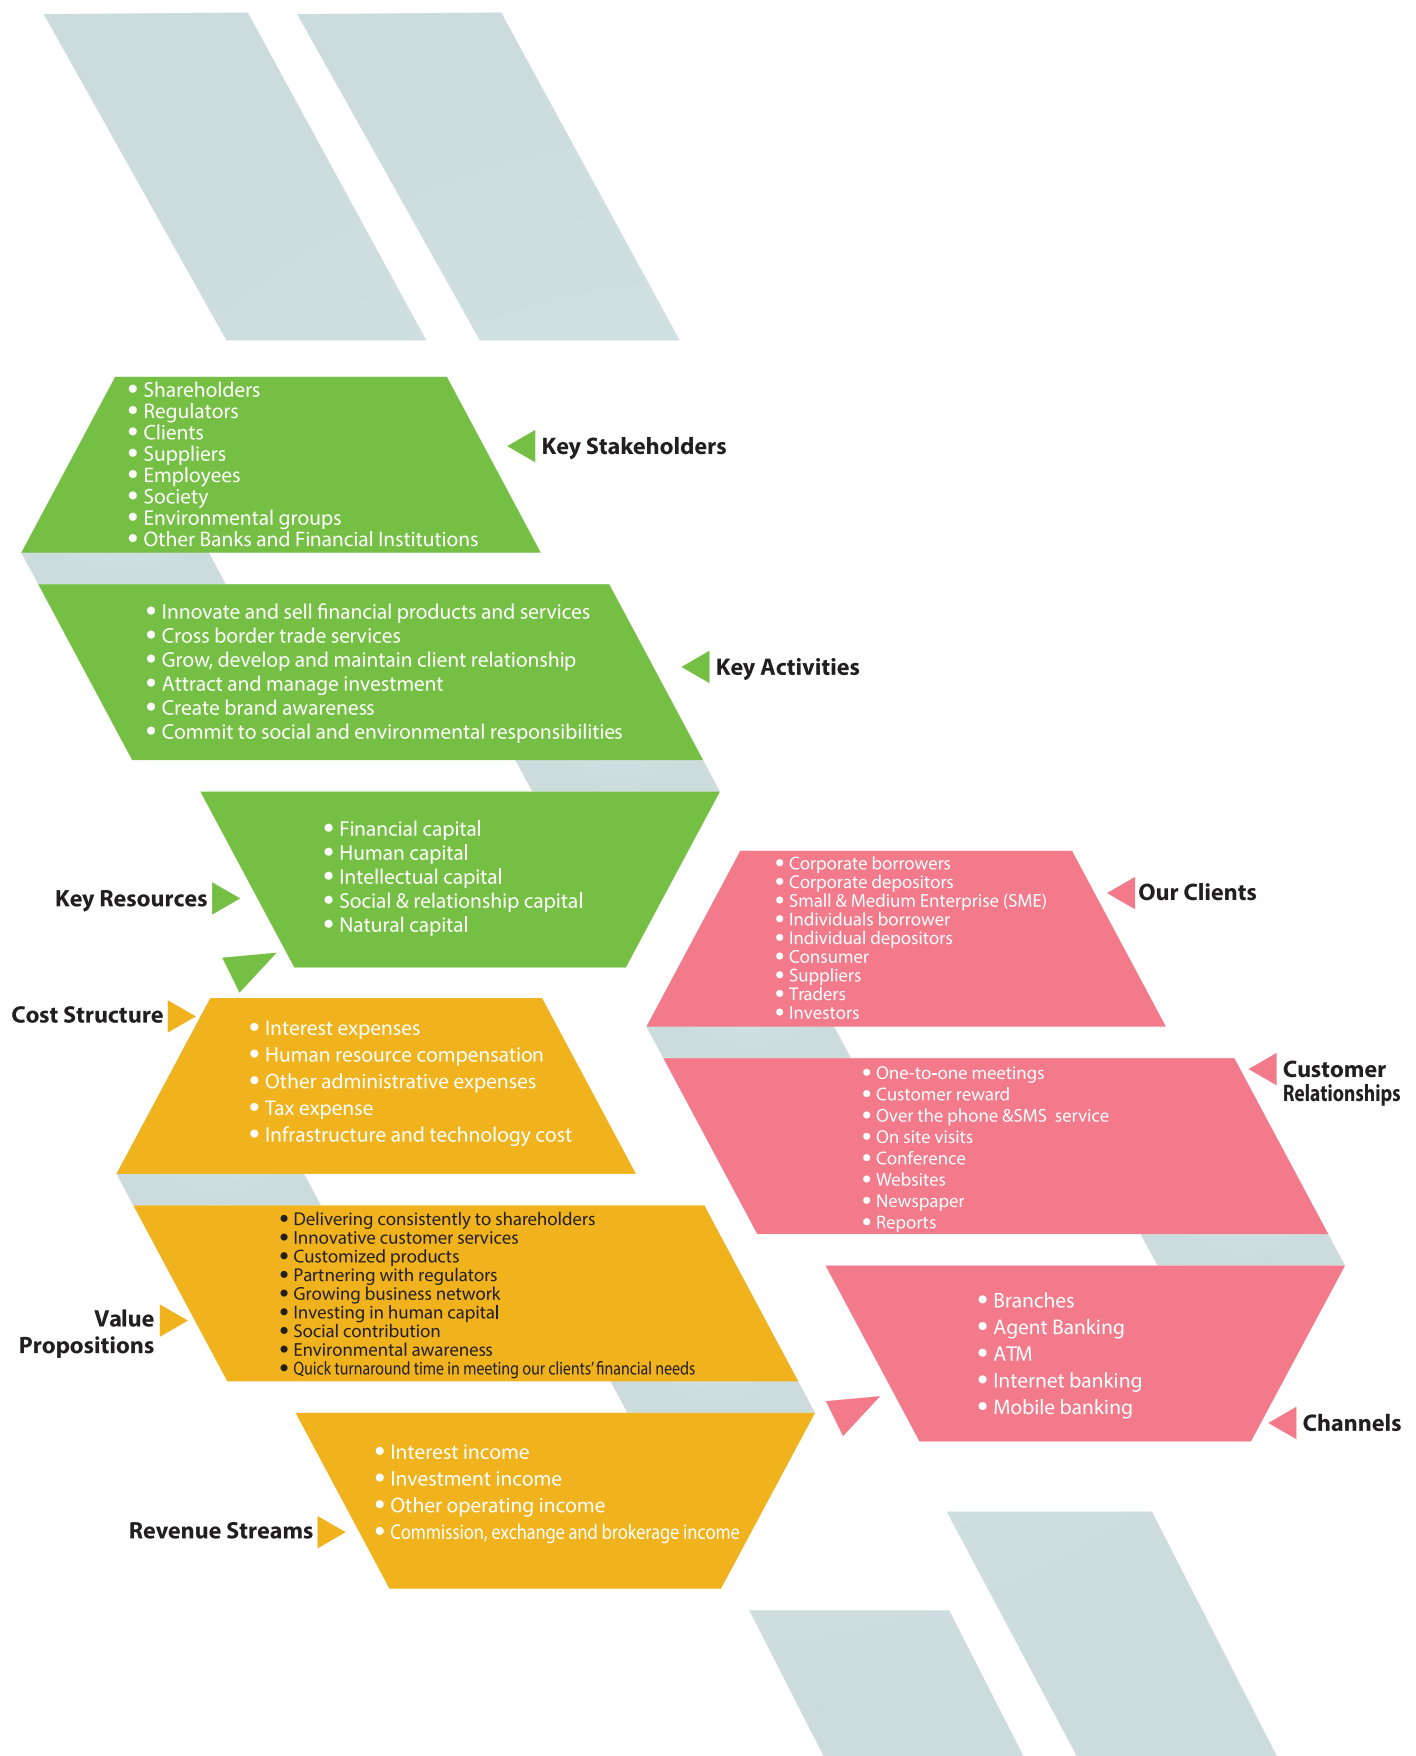 • Shareholders
• Regulators
• Clients
• Suppliers
• Employees
• Society
• Environmental groups
• Other Banks and Financial Institutions
Key Stakeholders
• Innovate and sell financial products and services
• Cross border trade services
• Grow, develop and maintain client relationship
• Attract and manage investment
• Create brand awareness
• Commit to social and environmental responsibilities
Key Activities
Key Resources
• Financial capital
• Human capital
• Intellectual capital
• Social & relationship capital
• Natural capital
Cost Structure
• Interest expenses
• Human resource compensation
• Other administrative expenses
• Tax expense
• Infrastructure and technology cost
Value
Propositions
• Delivering consistently to shareholders
• Innovative customer services
• Customized products
• Partnering with regulators
• Growing business network
• Investing in human capital
• Social contribution
• Environmental awareness
• Quick turnaround time in meeting our clients’ financial needs
Revenue Streams
• Interest income
• Investment income
• Other operating income
• Commission, exchange and brokerage income
• Corporate borrowers
• Corporate depositors
• Small & Medium Enterprise (SME)
• Individuals borrower
• Individual depositors
• Consumer
• Suppliers
• Traders
• Investors
Our Clients
• One-to-one meetings
• Customer reward
• Over the phone &SMS service
• On site visits
• Conference
• Websites
• Newspaper
• Reports
Customer
Relationships
• Branches
• Agent Banking
• ATM
• Internet banking
• Mobile banking
Channels